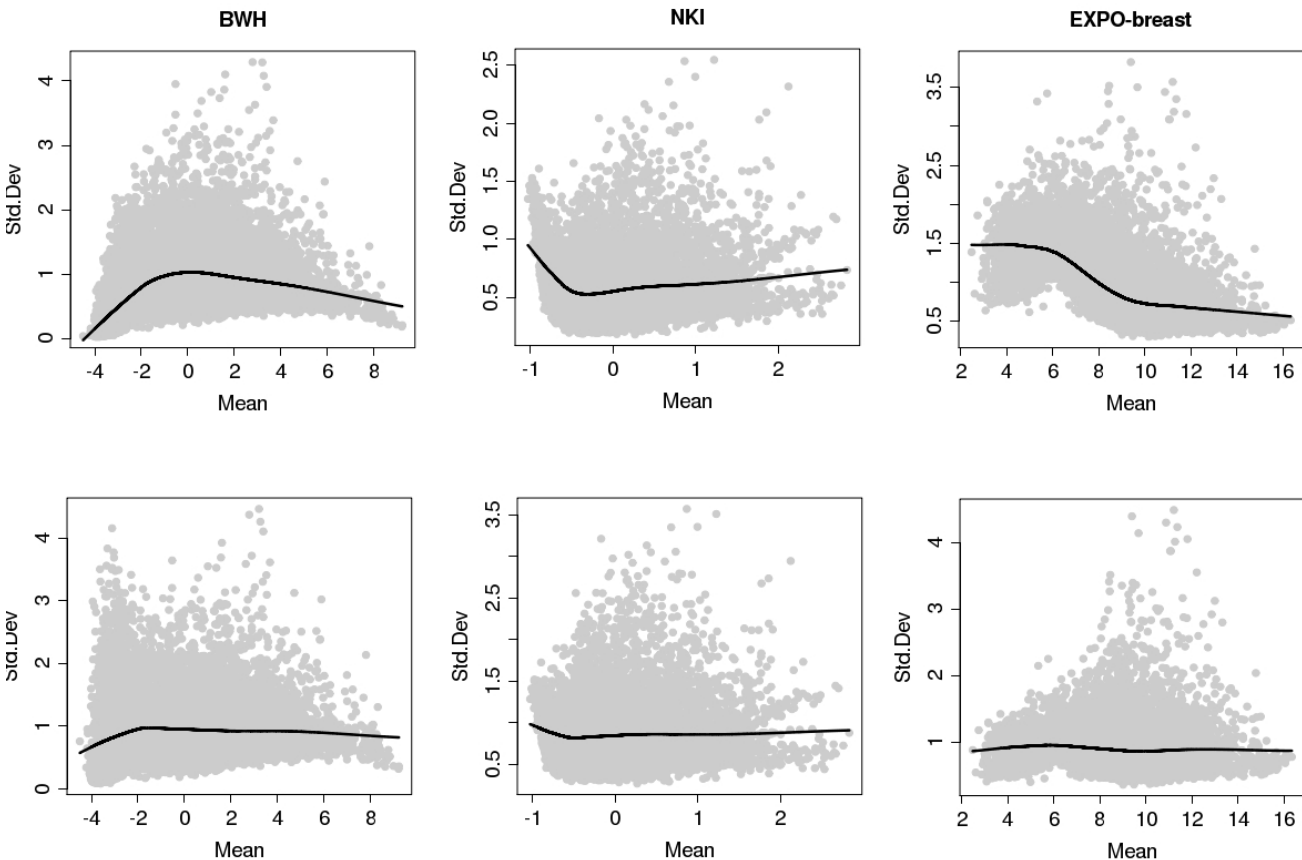 BWH
NKI
EXPO-breast
Std.Dev
0 1 2 3 4
-4 -2 0 2 4 6 8
Mean
Std.Dev
0.5 1.0 1.5 2.0 2.5
-1 0 1 2
Mean
Std.Dev
0.5 1.5 2.5 3.5
2 4 6 8 10 12 14 16
Mean
Std.Dev
0 1 2 3 4
-4 -2 0 2 4 6 8
Mean
Std.Dev
0.5 1.5 2.5 3.5
-1 0 1 2
Mean
Std.Dev
1 2 3 4
2 4 6 8 10 12 14 16
Mean